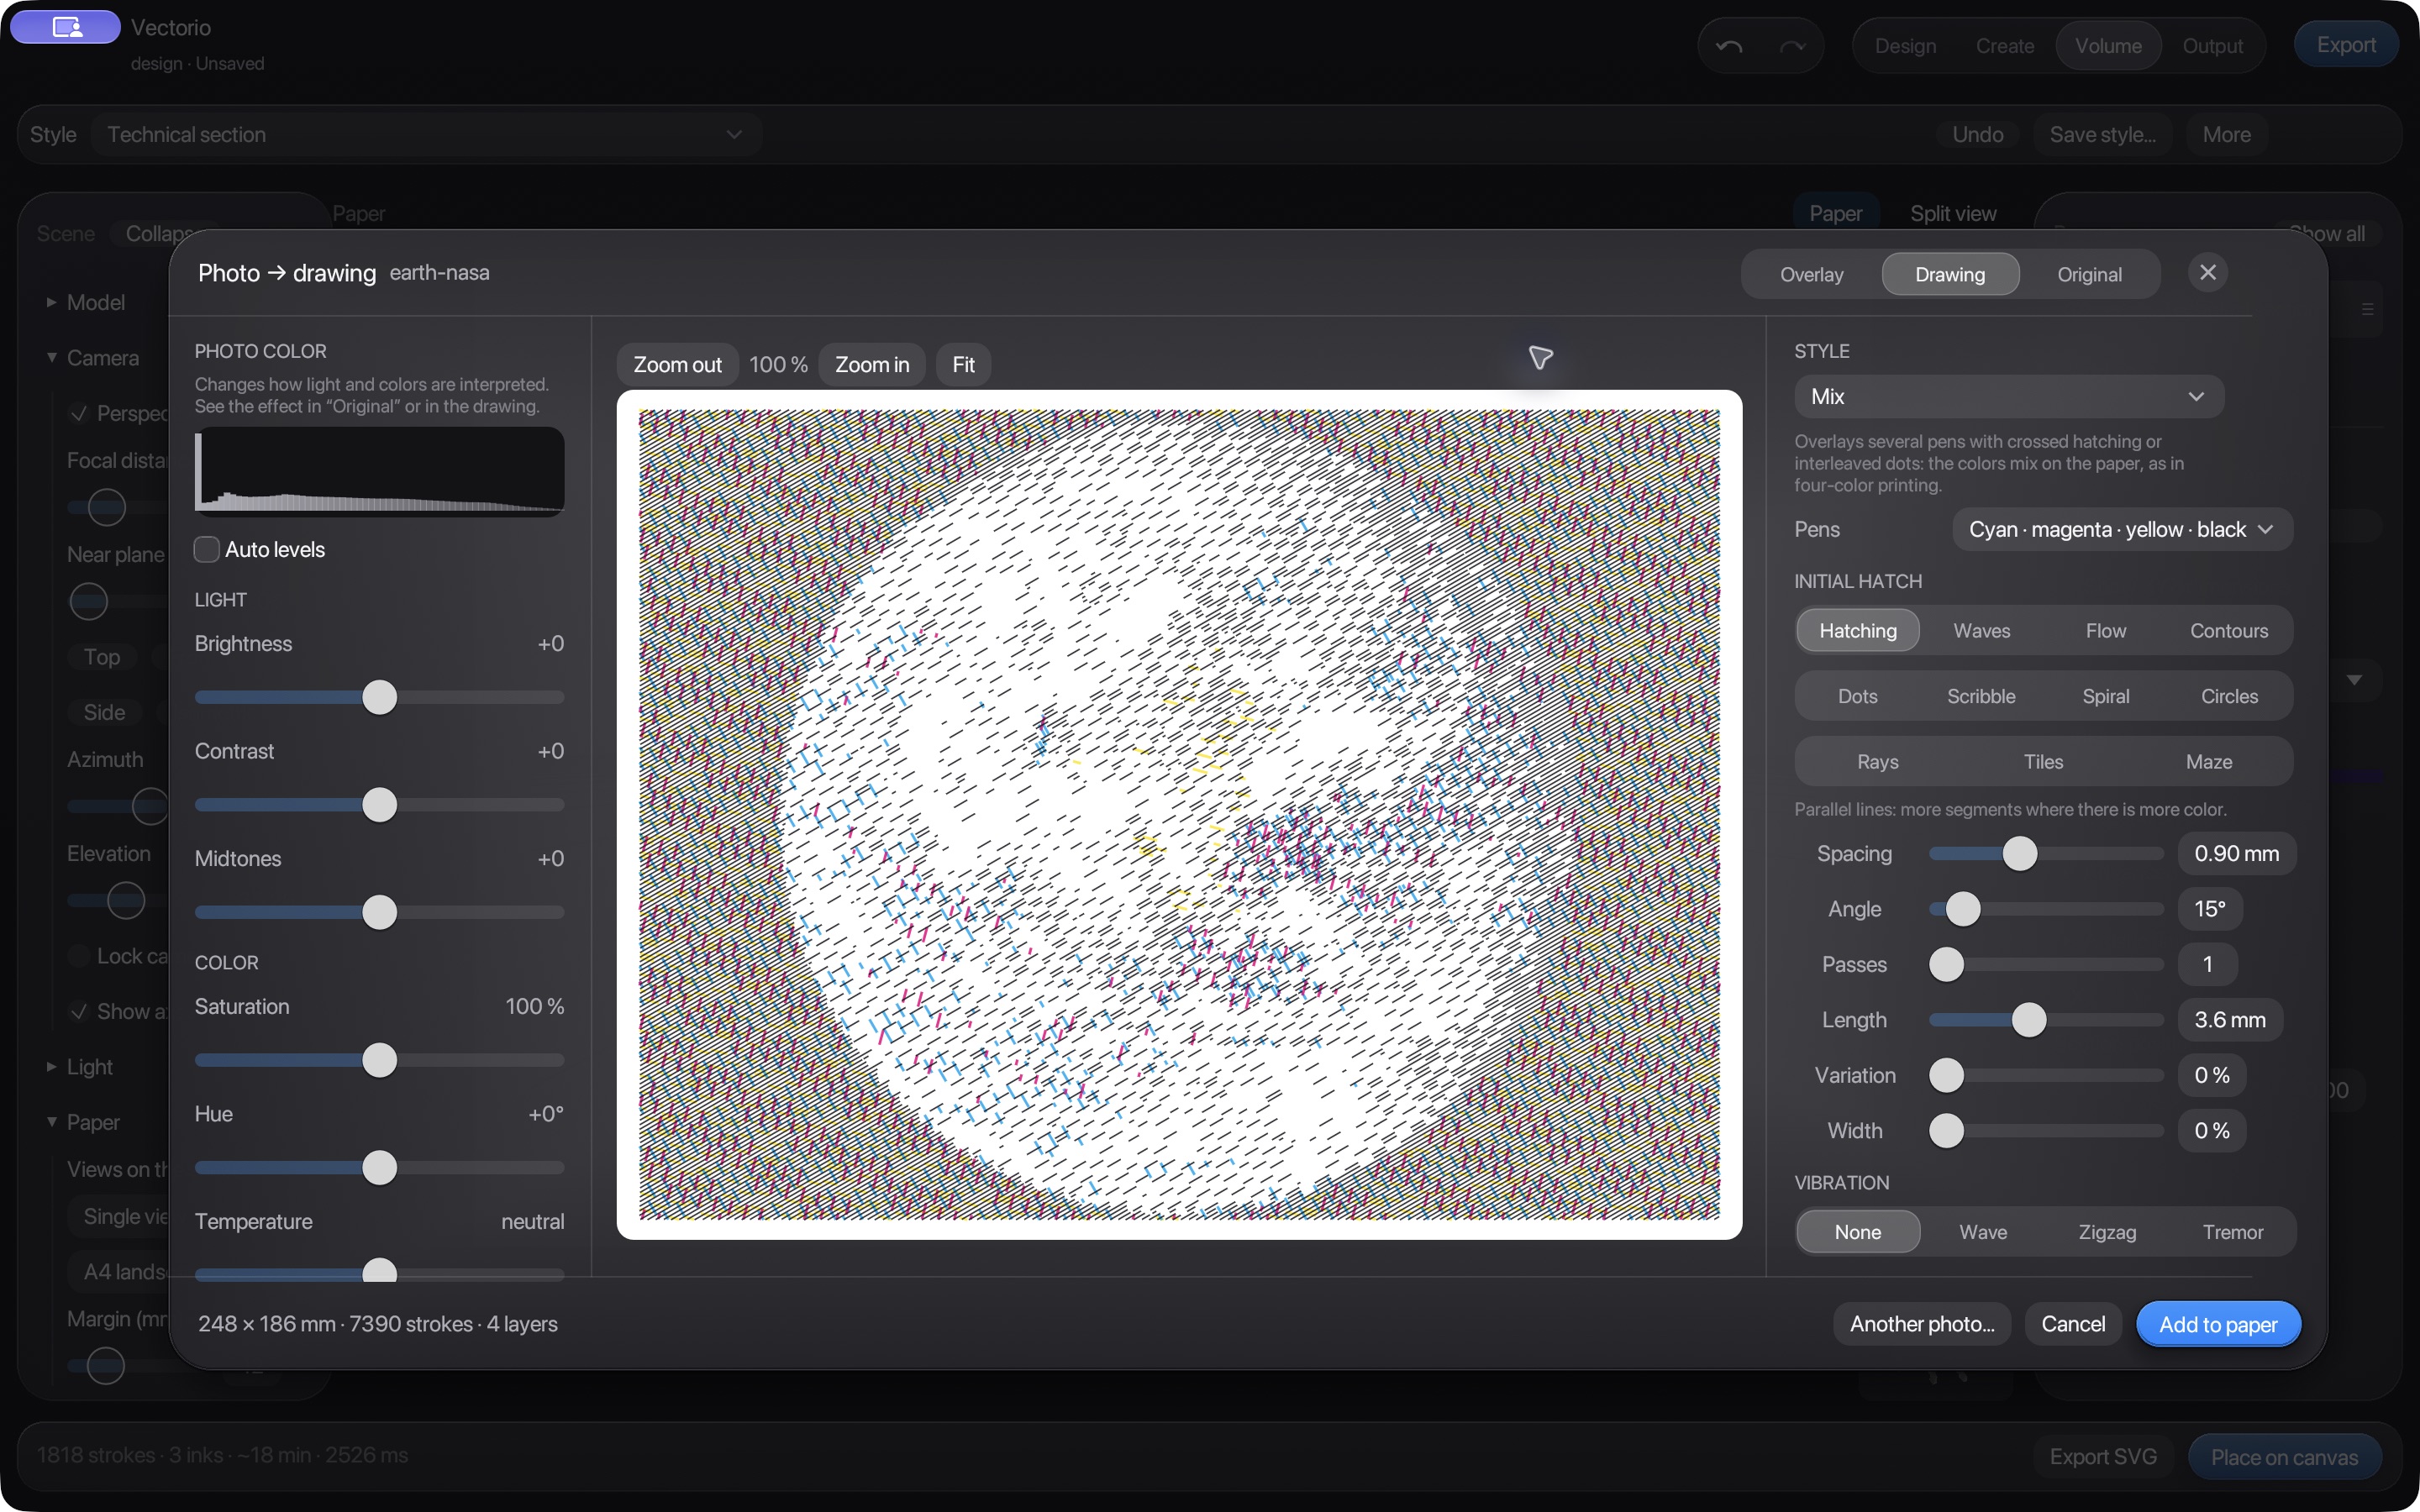 Vectorio
design · Unsaved
Design
Create
Volume
Output
Export
Style
Technical section
Undo
Save style...
More
Scene
Paper
Paper
Split view
Show all
Model
Camera
Near plane
Top
Side
Azimuth
Elevation
Light
Paper
Photo → drawing
earth-nasa
Overlay
Drawing
Original
PHOTO COLOR
Changes how light and colors are interpreted.
See the effect in “Original” or in the drawing.
Auto levels
LIGHT
Brightness +0
Contrast +0
Midtones +0
COLOR
Saturation 100 %
Hue +0°
Temperature neutral
Zoom out
100 %
Zoom in
Fit
STYLE
Mix
Overlays several pens with crossed hatching or
interleaved dots: the colors mix on the paper, as in
four-color printing.
Pens
Cyan · magenta · yellow · black
INITIAL HATCH
Hatching Waves Flow Contours
Dots Scribble Spiral Circles
Rays Tiles Maze
Parallel lines: more segments where there is more color.
Spacing 0.90 mm
Angle 15°
Passes 1
Length 3.6 mm
Variation 0 %
Width 0 %
VIBRATION
None Wave Zigzag Tremor
248 × 186 mm · 7390 strokes · 4 layers
Another photo...
Cancel
Add to paper
1818 strokes · 3 inks · ~18 min · 2526 ms
Export SVG
Place on canvas